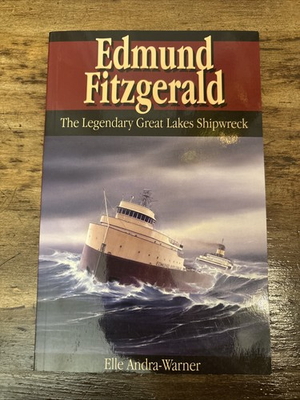 Edmund
Fitzgerald
The Legendary Great Lakes Shipwreck
Elle Andra-Warner